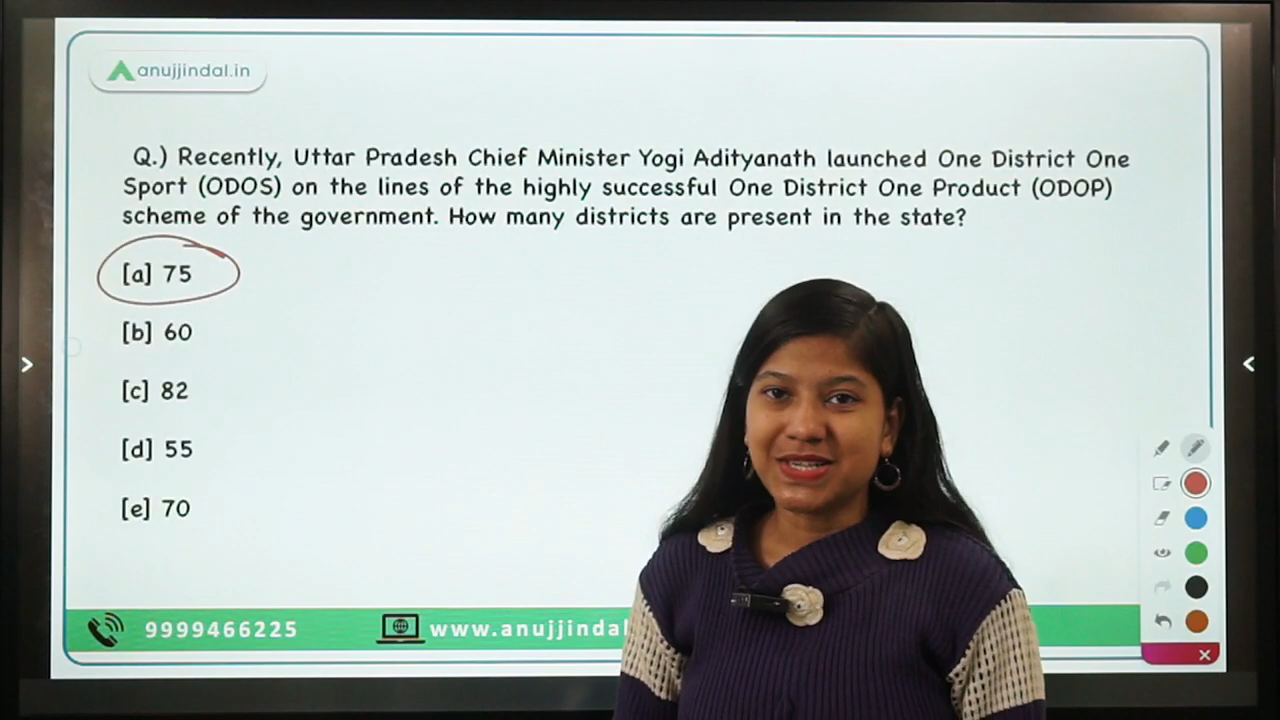 anujjindal.in
Q.) Recently, Uttar Pradesh Chief Minister Yogi Adityanath launched One District One
Sport (ODOS) on the lines of the highly successful One District One Product (ODOP)
scheme of the government. How many districts are present in the state?
[a] 75
[b] 60
[c] 82
[d] 55
[e] 70
9999466225
www.anujjindal